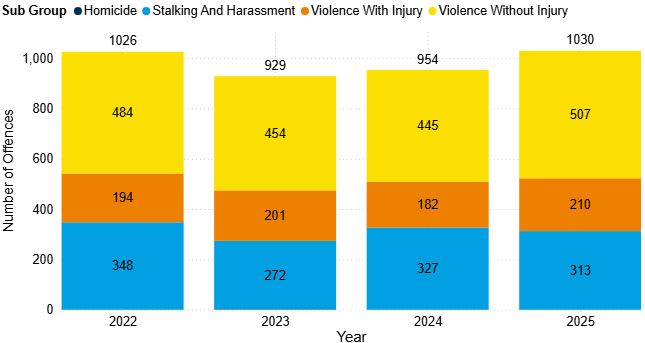 Sub Group Homicide Stalking And Harassment Violence With Injury Violence Without Injury
1026 929 954 1030
1,000
800
600
400
200
0
Number of Offences
484 454 445 507
194 201 182 210
348 272 327 313
2022 2023 2024 2025
Year